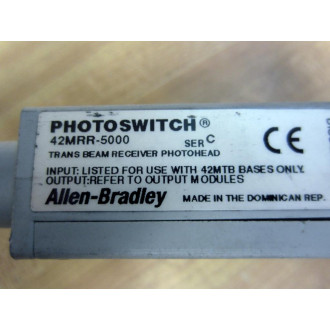 PHOTOSWITCH®
42MRR-5000 SER C
TRANS BEAM RECEIVER PHOTOHEAD
INPUT: LISTED FOR USE WITH 42MTB BASES ONLY.
OUTPUT:REFER TO OUTPUT MODULES
Allen-Bradley MADE IN THE DOMINICAN REP.
CE